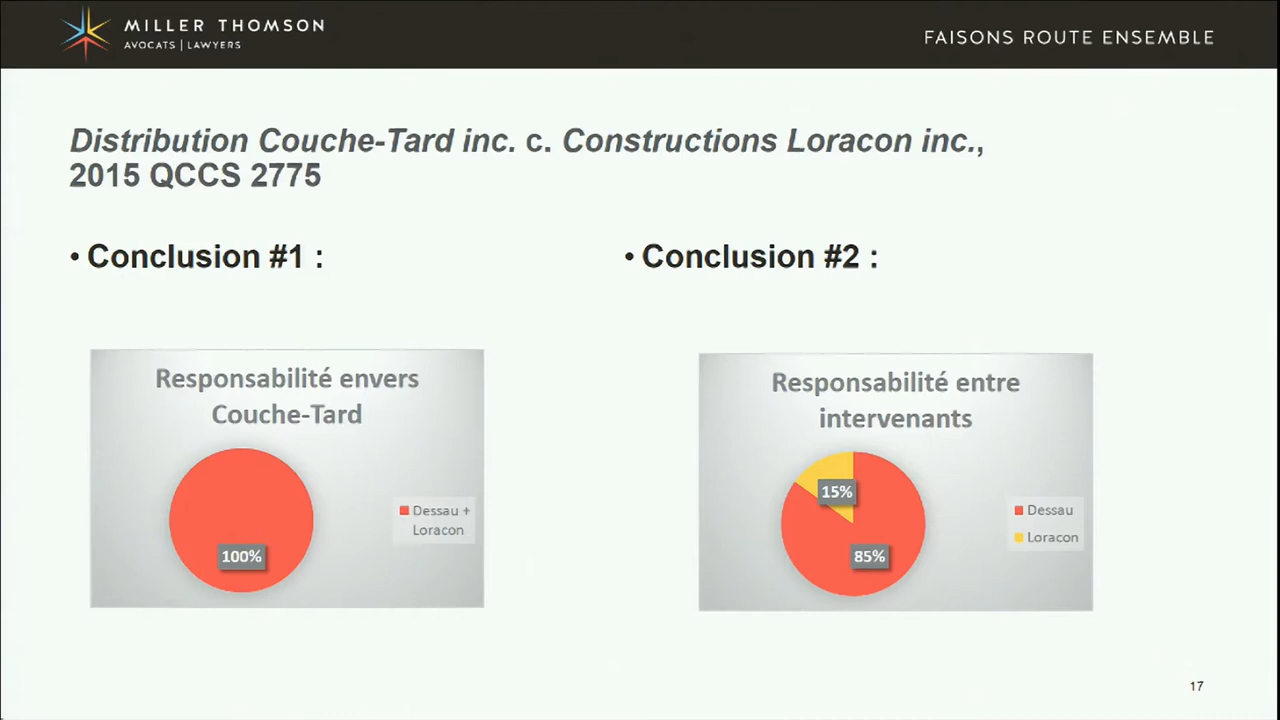 MILLER THOMSON
AVOCATS | LAWYERS
FAISONS ROUTE ENSEMBLE
Distribution Couche-Tard inc. c. Constructions Loracon inc.,
2015 QCCS 2775
• Conclusion #1 :
Responsabilité envers
Couche-Tard
100%
Dessau +
Loracon
• Conclusion #2 :
Responsabilité entre
intervenants
15%
85%
Dessau
Loracon
17